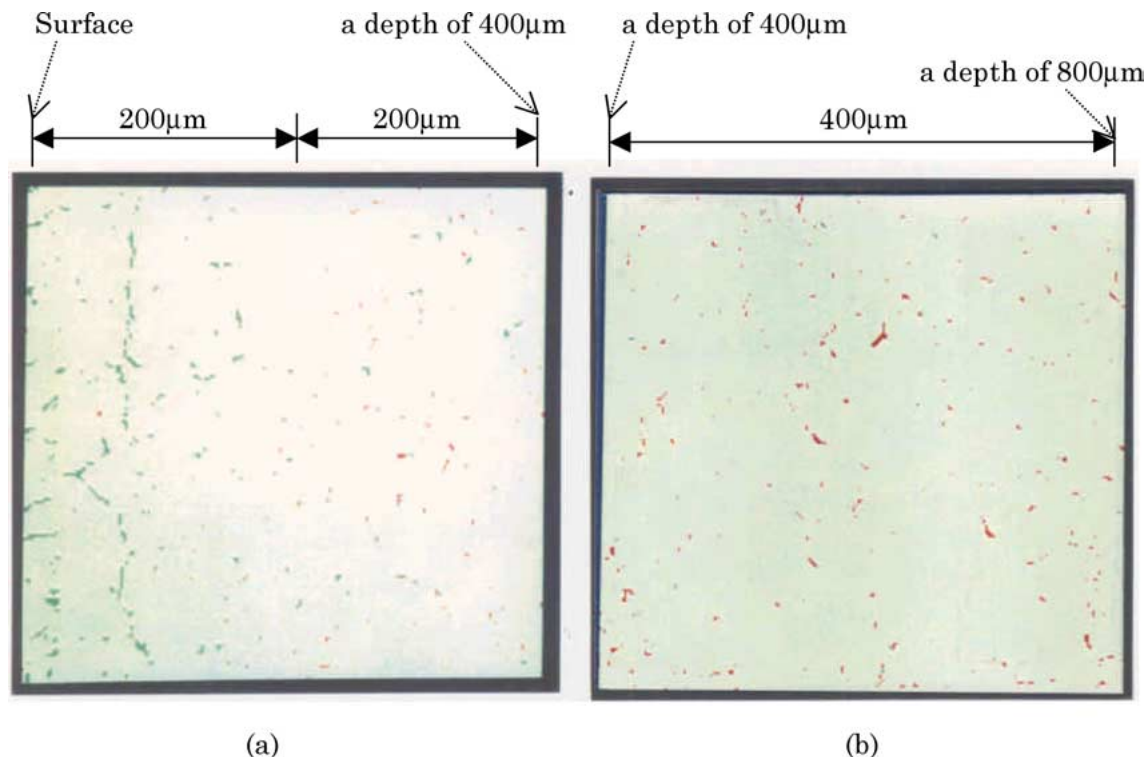 Surface
a depth of 400μm
a depth of 400μm
a depth of 800μm
200μm
200μm
400μm
(a)
(b)